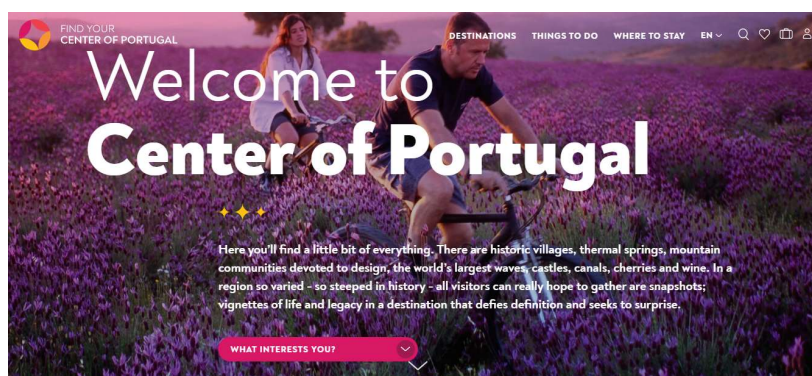 FIND YOUR
CENTER OF PORTUGAL
DESTINATIONS THINGS TO DO WHERE TO STAY EN
Welcome to
Center of Portugal
Here you'll find a little bit of everything. There are historic villages, thermal springs, mountain
communities devoted to design, the world's largest waves, castles, canals, cherries and wine. In a
region so varied - so steeped in history - all visitors can really hope to gather are snapshots;
vignettes of life and legacy in a destination that defies definition and seeks to surprise.
WHAT INTERESTS YOU?